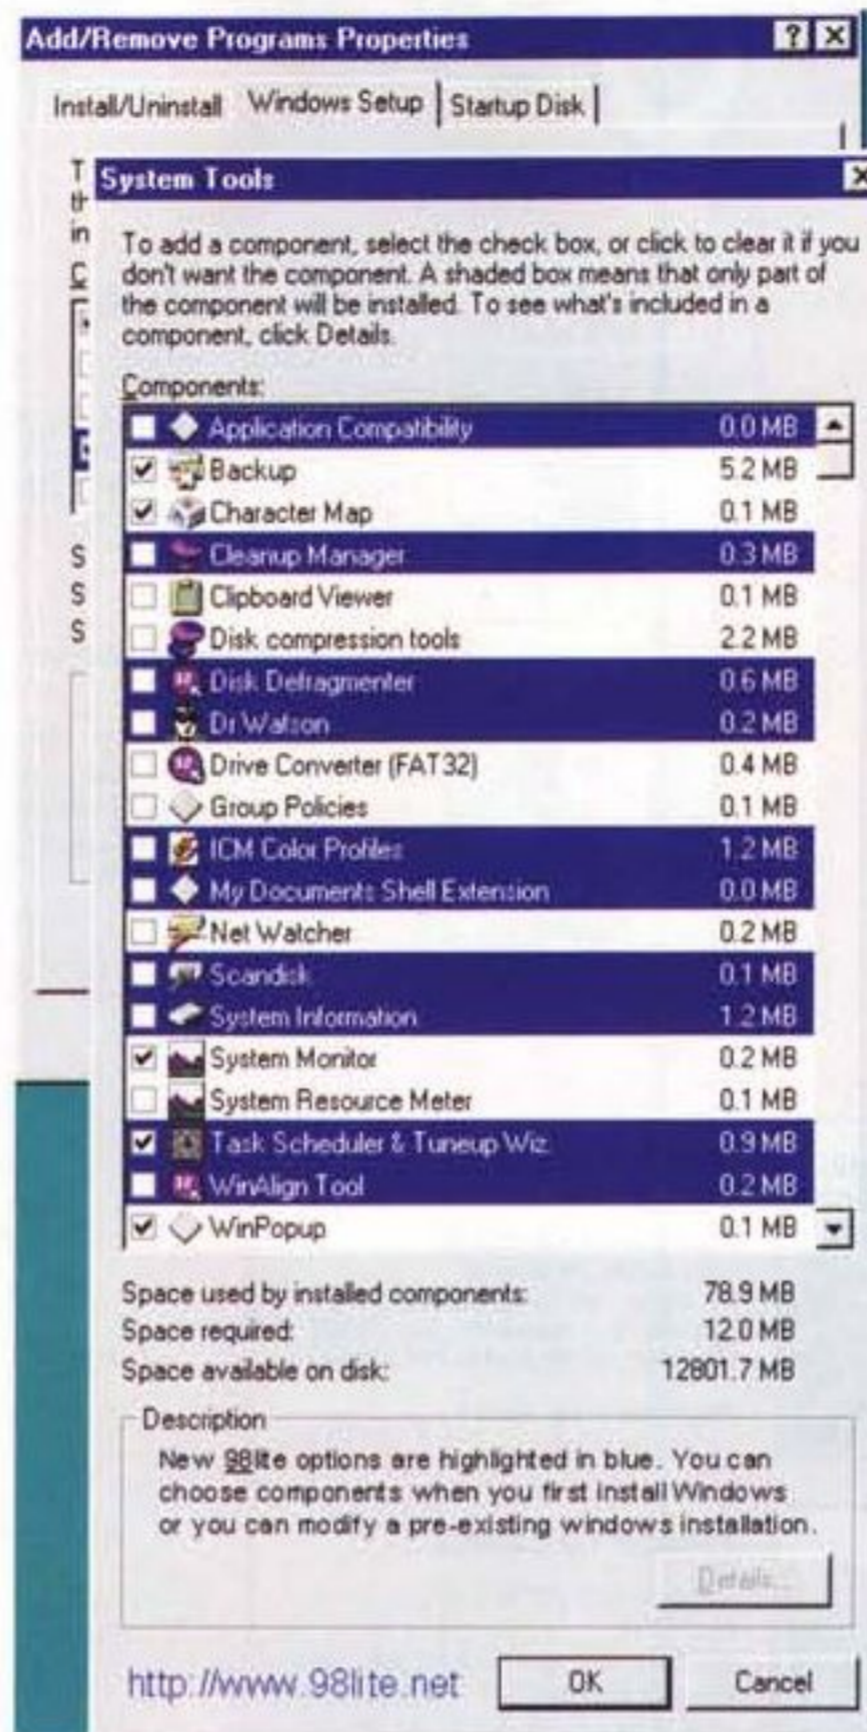 Add/Remove Programs Properties
Install/Uninstall Windows Setup Startup Disk
System Tools
To add a component, select the check box, or click to clear it if you
don't want the component. A shaded box means that only part of
the component will be installed. To see what's included in a
component, click Details.
Components:
Application Compatibility 0.0 MB
Backup 5.2 MB
Character Map 0.1 MB
Cleanup Manager 0.3 MB
Clipboard Viewer 0.1 MB
Disk compression tools 2.2 MB
Disk Defragmenter 0.6 MB
Dr Watson 0.2 MB
Drive Converter (FAT32) 0.4 MB
Group Policies 0.1 MB
ICM Color Profiles 1.2 MB
My Documents Shell Extension 0.0 MB
Net Watcher 0.2 MB
Scandisk 0.1 MB
System Information 1.2 MB
System Monitor 0.2 MB
System Resource Meter 0.1 MB
Task Scheduler & Tuneup Wiz 0.9 MB
WinAlign Tool 0.2 MB
WinPopup 0.1 MB
Space used by installed components: 78.9 MB
Space required: 12.0 MB
Space available on disk: 12801.7 MB
Description
New 98lite options are highlighted in blue. You can
choose components when you first install Windows
or you can modify a pre-existing windows installation.
Details...
http://www.98lite.net OK Cancel